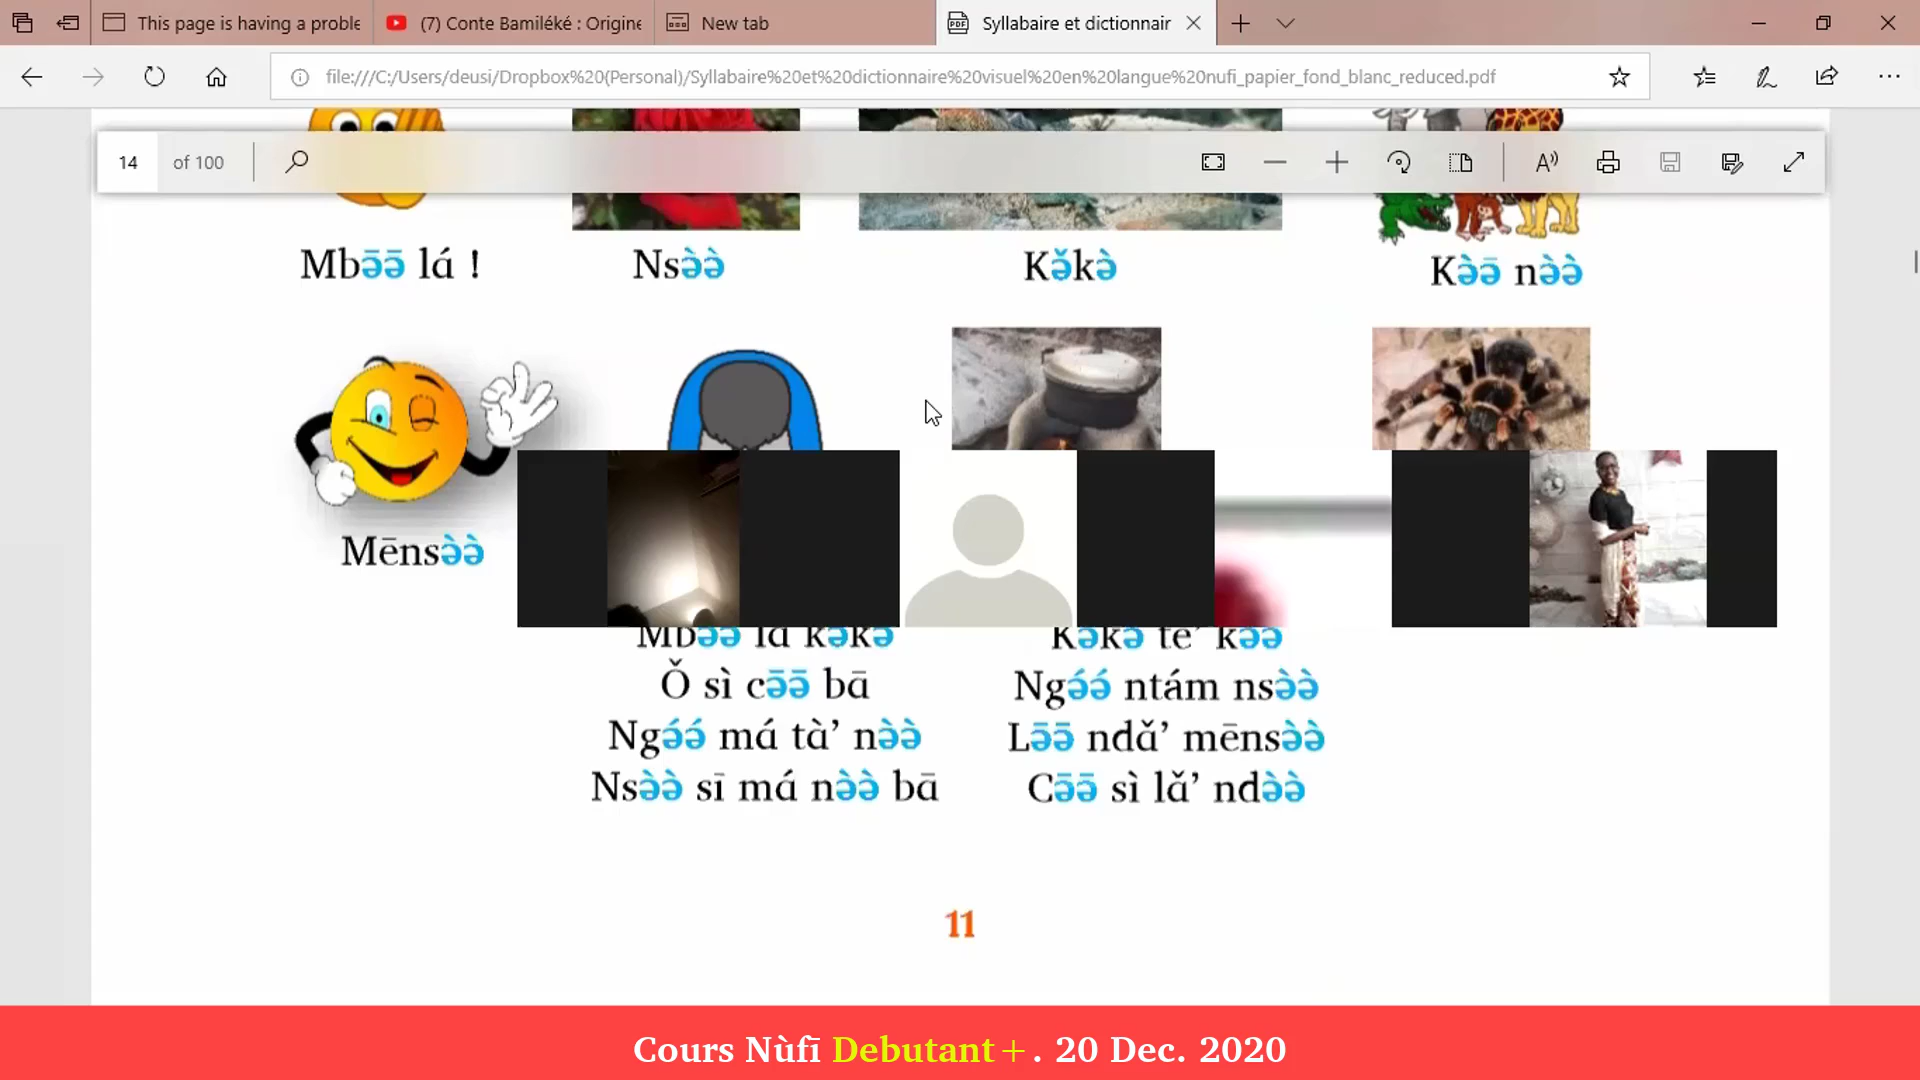 This page is having a proble
(7) Conte Bamiléké : Origine
New tab
Syllabaire et dictionnair
file:///C:/Users/deusi/Dropbox%20(Personal)/Syllabaire%20et%20dictionnaire%20visuel%20en%20langue%20nufi_papier_fond_blanc_reduced.pdf
14 of 100
Mbə̄ə̄ lá !
Nsə̀ə̀
Kə̌kə̀
Kə̀ə̄ nə̀ə̀
Mēnsə̀ə̀
Ǒ sì cə̄ə̄ bā
Ngə́ə́ má tà’ nə̀ə̀
Nsə̀ə̀ sī má nə̀ə̀ bā
Ngə́ə́ ntám nsə̀ə̀
Lə̄ə̄ ndɑ̌’ mēnsə̀ə̀
Cə̄ə̄ sì lɑ̌’ ndə̀ə̀
11
Cours Nùfī Debutant+. 20 Dec. 2020